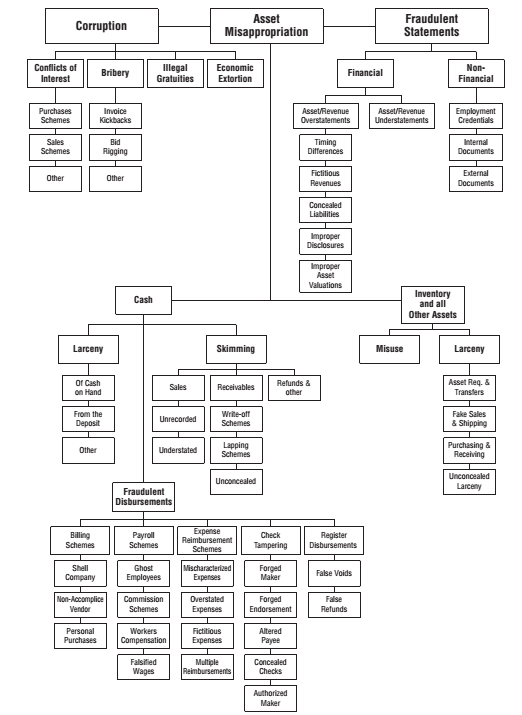 Corruption
Asset
Misappropriation
Fraudulent
Statements
Conflicts of
Interest
Bribery
Illegal
Gratuities
Economic
Extortion
Financial
Non-
Financial
Purchases
Schemes
Invoice
Kickbacks
Asset/Revenue
Overstatements
Asset/Revenue
Understatements
Employment
Credentials
Sales
Schemes
Bid
Rigging
Timing
Differences
Internal
Documents
Other
Other
Fictitious
Revenues
External
Documents
Concealed
Liabilities
Improper
Disclosures
Improper
Asset
Valuations
Cash
Inventory
and all
Other Assets
Larceny
Skimming
Misuse
Larceny
Of Cash
on Hand
Sales
Receivables
Refunds &
other
Asset Req. &
Transfers
From the
Deposit
Unrecorded
Write-off
Schemes
Fake Sales
& Shipping
Other
Understated
Lapping
Schemes
Purchasing &
Receiving
Unconcealed
Unconcealed
Larceny
Fraudulent
Disbursements
Billing
Schemes
Payroll
Schemes
Expense
Reimbursement
Schemes
Check
Tampering
Register
Disbursements
Shell
Company
Ghost
Employees
Mischaracterized
Expenses
Forged
Maker
False Voids
Non-Accomplice
Vendor
Commission
Schemes
Overstated
Expenses
Forged
Endorsement
False
Refunds
Personal
Purchases
Workers
Compensation
Fictitious
Expenses
Altered
Payee
Falsified
Wages
Multiple
Reimbursements
Concealed
Checks
Authorized
Maker